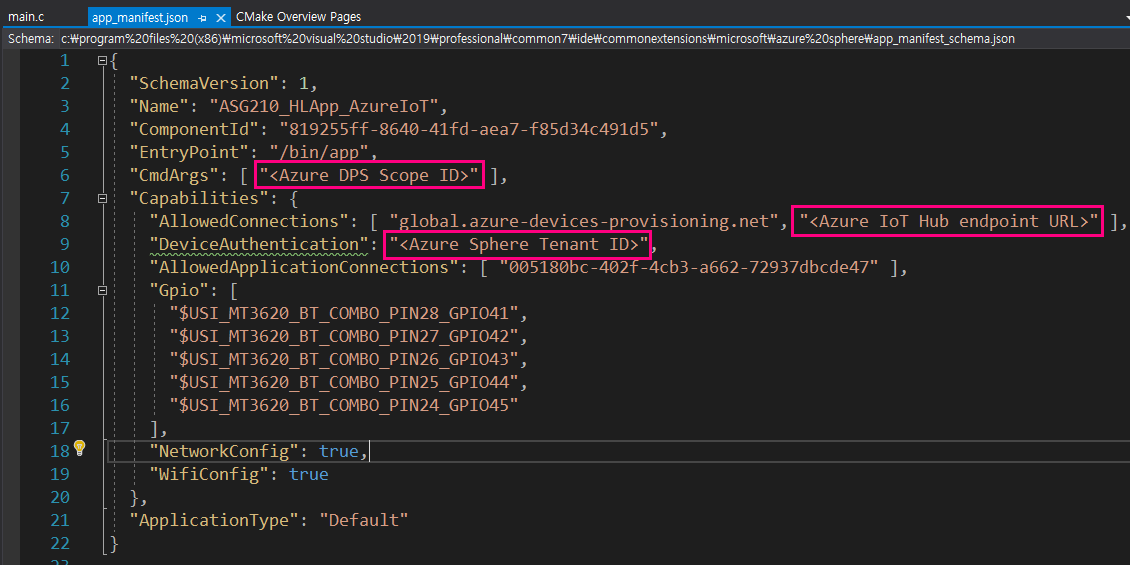 main.c app_manifest.json CMake Overview Pages
Schema: c:₩program%20files%20(x86)₩microsoft%20visual%20studio₩2019₩professional₩common7₩ide₩commonextensions₩microsoft₩azure%20sphere₩app_manifest_schema.json
1 {
2 "SchemaVersion": 1,
3 "Name": "ASG210_HLApp_AzureIoT",
4 "ComponentId": "819255ff-8640-41fd-aea7-f85d34c491d5",
5 "EntryPoint": "/bin/app",
6 "CmdArgs": [ "<Azure DPS Scope ID>" ],
7 "Capabilities": {
8 "AllowedConnections": [ "global.azure-devices-provisioning.net", "<Azure IoT Hub endpoint URL>" ],
9 "DeviceAuthentication": "<Azure Sphere Tenant ID>",
10 "AllowedApplicationConnections": [ "005180bc-402f-4cb3-a662-72937dbcde47" ],
11 "Gpio": [
12 "$USI_MT3620_BT_COMBO_PIN28_GPIO41",
13 "$USI_MT3620_BT_COMBO_PIN27_GPIO42",
14 "$USI_MT3620_BT_COMBO_PIN26_GPIO43",
15 "$USI_MT3620_BT_COMBO_PIN25_GPIO44",
16 "$USI_MT3620_BT_COMBO_PIN24_GPIO45"
17 ],
18 "NetworkConfig": true,
19 "WifiConfig": true
20 },
21 "ApplicationType": "Default"
22 }
23